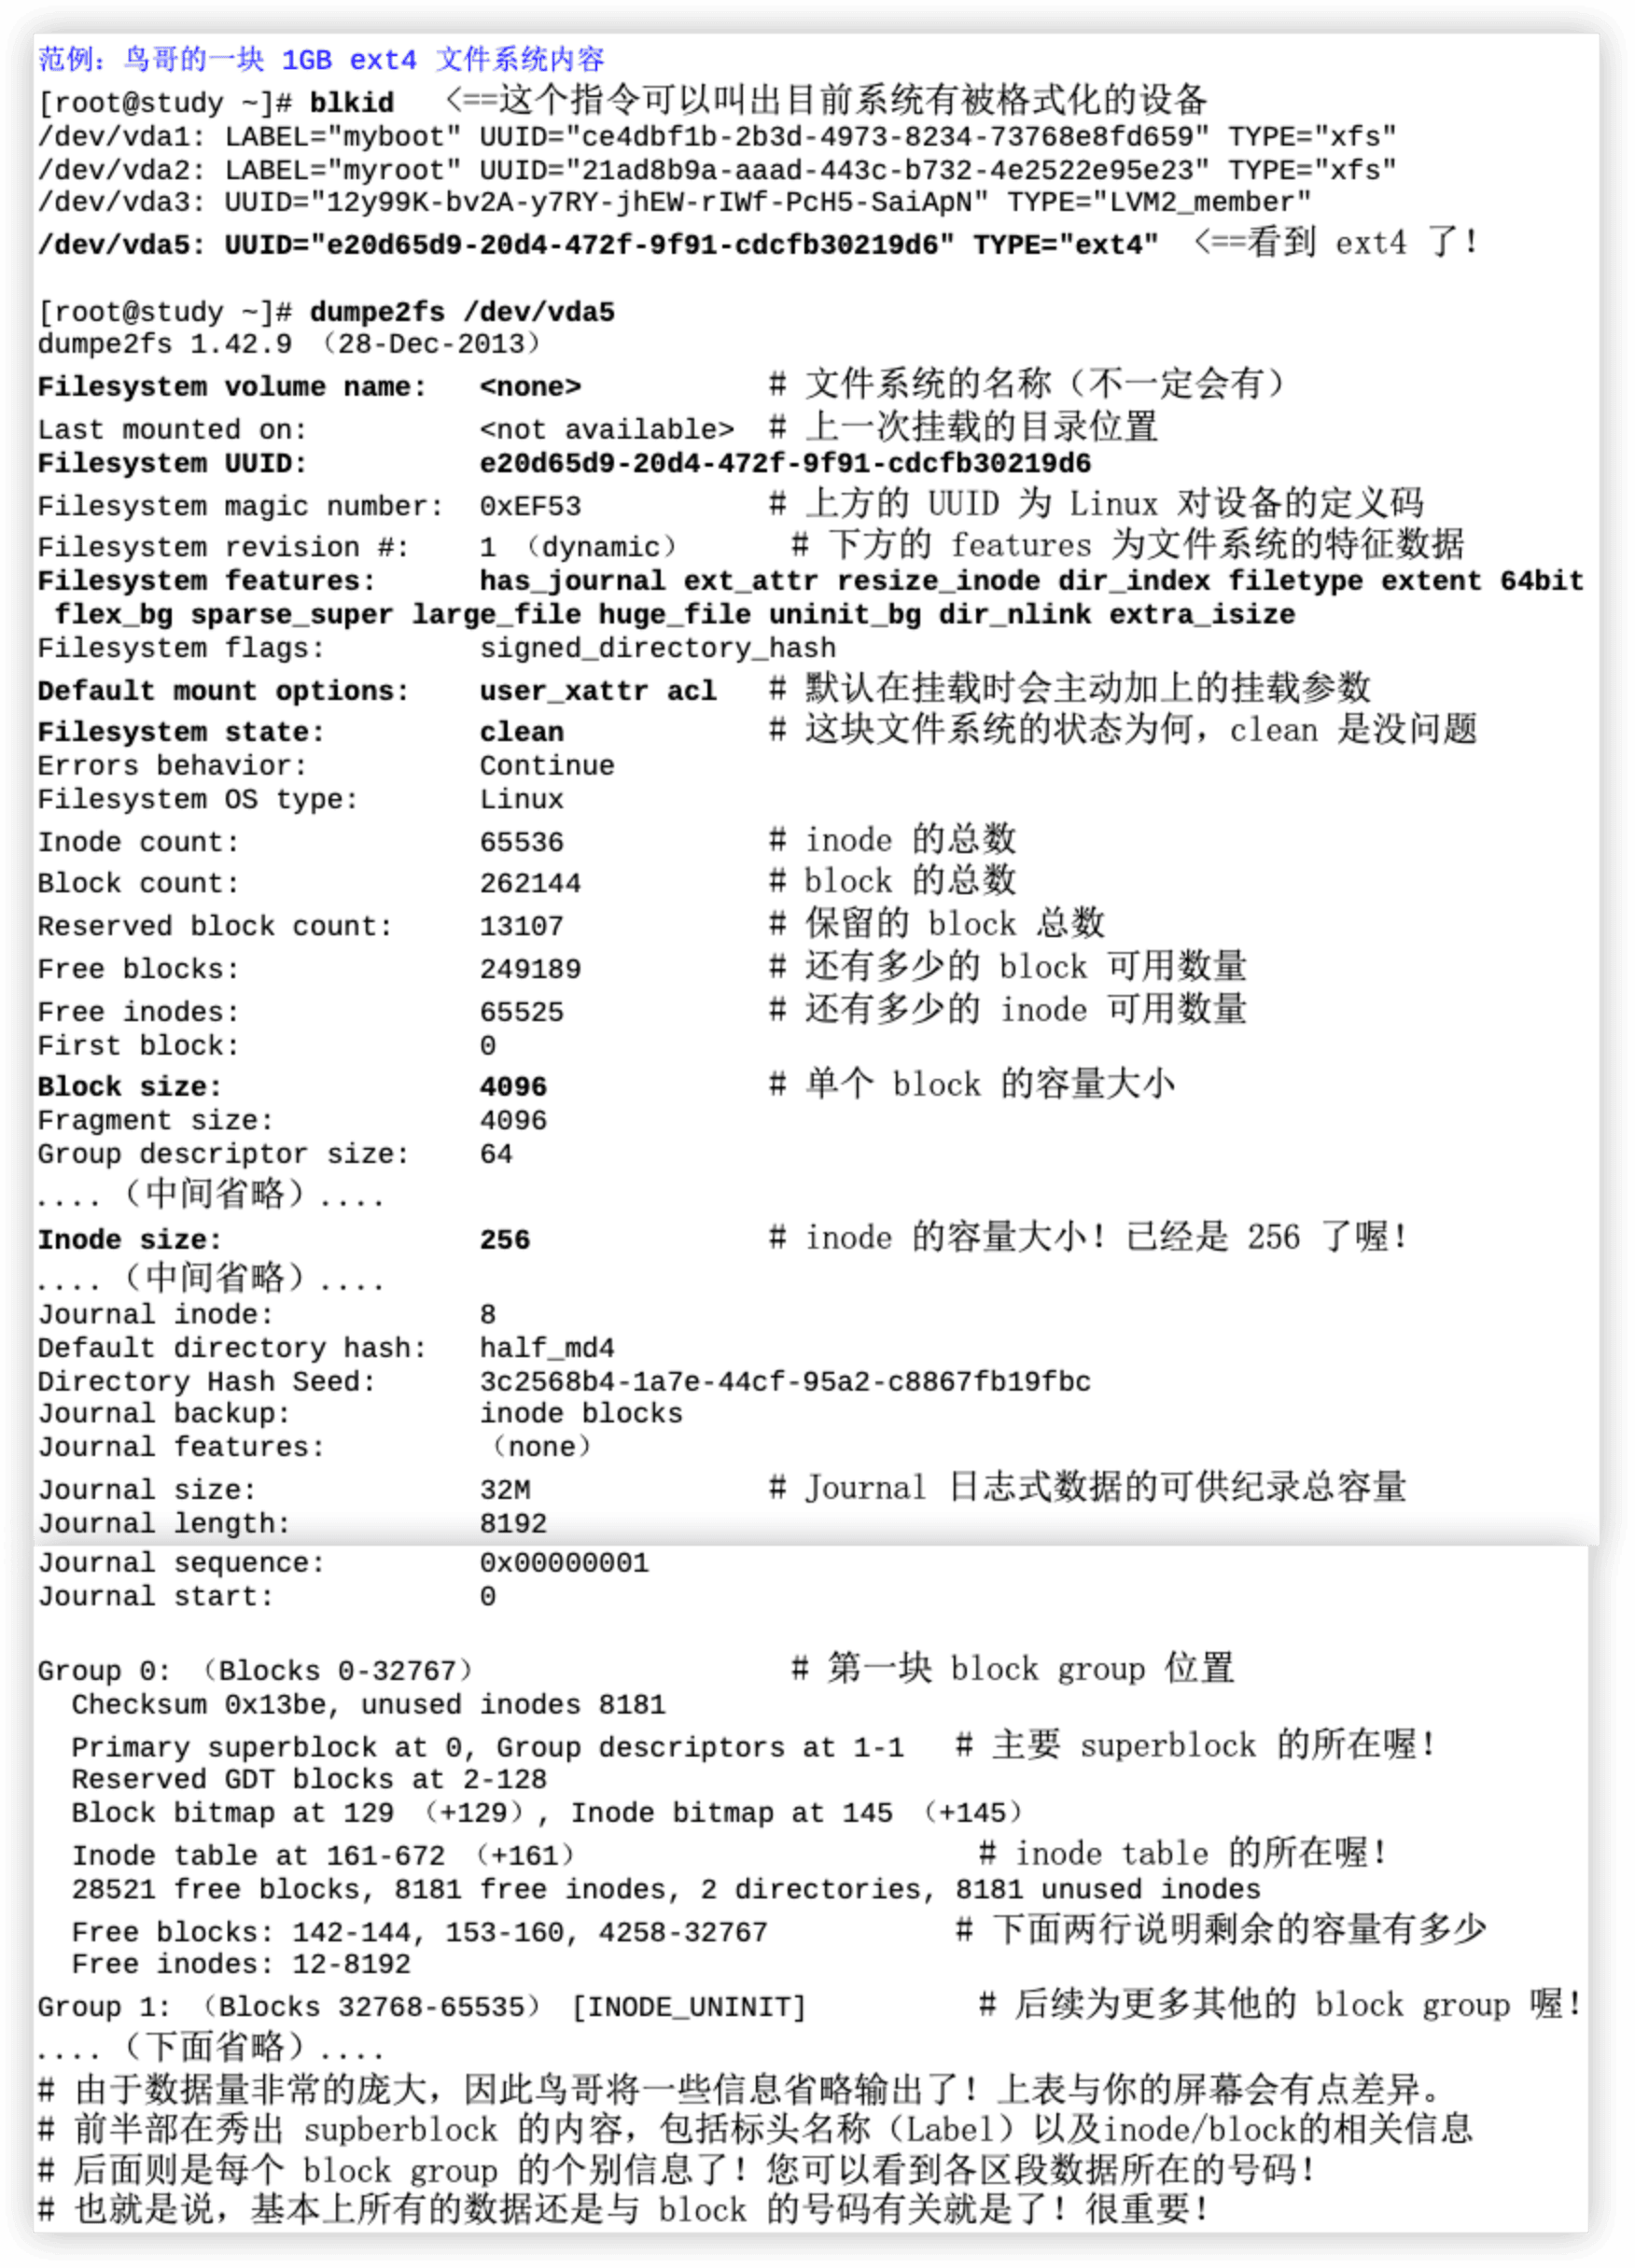 范例：鸟哥的一块 1GB ext4 文件系统内容
[root@study ~]# blkid   <==这个指令可以叫出目前系统有被格式化的设备
/dev/vda1: LABEL="myboot" UUID="ce4dbf1b-2b3d-4973-8234-73768e8fd659" TYPE="xfs"
/dev/vda2: LABEL="myroot" UUID="21ad8b9a-aaad-443c-b732-4e2522e95e23" TYPE="xfs"
/dev/vda3: UUID="12y99K-bv2A-y7RY-jhEW-rIWf-PcH5-SaiApN" TYPE="LVM2_member"
/dev/vda5: UUID="e20d65d9-20d4-472f-9f91-cdcfb30219d6" TYPE="ext4"  <==看到 ext4 了！
[root@study ~]# dumpe2fs /dev/vda5
dumpe2fs 1.42.9 （28-Dec-2013）
Filesystem volume name:   <none>           # 文件系统的名称（不一定会有）
Last mounted on:          <not available>  # 上一次挂载的目录位置
Filesystem UUID:          e20d65d9-20d4-472f-9f91-cdcfb30219d6
Filesystem magic number:  0xEF53           # 上方的 UUID 为 Linux 对设备的定义码
Filesystem revision #:    1 （dynamic）      # 下方的 features 为文件系统的特征数据
Filesystem features:      has_journal ext_attr resize_inode dir_index filetype extent 64bit
 flex_bg sparse_super large_file huge_file uninit_bg dir_nlink extra_isize
Filesystem flags:         signed_directory_hash
Default mount options:    user_xattr acl   # 默认在挂载时会主动加上的挂载参数
Filesystem state:         clean            # 这块文件系统的状态为何，clean 是没问题
Errors behavior:          Continue
Filesystem OS type:       Linux
Inode count:              65536            # inode 的总数
Block count:              262144           # block 的总数
Reserved block count:     13107            # 保留的 block 总数
Free blocks:              249189           # 还有多少的 block 可用数量
Free inodes:              65525            # 还有多少的 inode 可用数量
First block:              0
Block size:               4096             # 单个 block 的容量大小
Fragment size:            4096
Group descriptor size:    64
....（中间省略）....
Inode size:               256              # inode 的容量大小！已经是 256 了喔！
....（中间省略）....
Journal inode:            8
Default directory hash:   half_md4
Directory Hash Seed:      3c2568b4-1a7e-44cf-95a2-c8867fb19fbc
Journal backup:           inode blocks
Journal features:         （none）
Journal size:             32M              # Journal 日志式数据的可供纪录总容量
Journal length:           8192
Journal sequence:         0x00000001
Journal start:            0
Group 0: （Blocks 0-32767）                  # 第一块 block group 位置
  Checksum 0x13be, unused inodes 8181
  Primary superblock at 0, Group descriptors at 1-1   # 主要 superblock 的所在喔！
  Reserved GDT blocks at 2-128
  Block bitmap at 129 （+129）, Inode bitmap at 145 （+145）
  Inode table at 161-672 （+161）                       # inode table 的所在喔！
  28521 free blocks, 8181 free inodes, 2 directories, 8181 unused inodes
  Free blocks: 142-144, 153-160, 4258-32767           # 下面两行说明剩余的容量有多少
  Free inodes: 12-8192
Group 1: （Blocks 32768-65535） [INODE_UNINIT]          # 后续为更多其他的 block group 喔！
....（下面省略）....
# 由于数据量非常的庞大，因此鸟哥将一些信息省略输出了！上表与你的屏幕会有点差异。
# 前半部在秀出 supberblock 的内容，包括标头名称（Label）以及inode/block的相关信息
# 后面则是每个 block group 的个别信息了！您可以看到各区段数据所在的号码！
# 也就是说，基本上所有的数据还是与 block 的号码有关就是了！很重要！